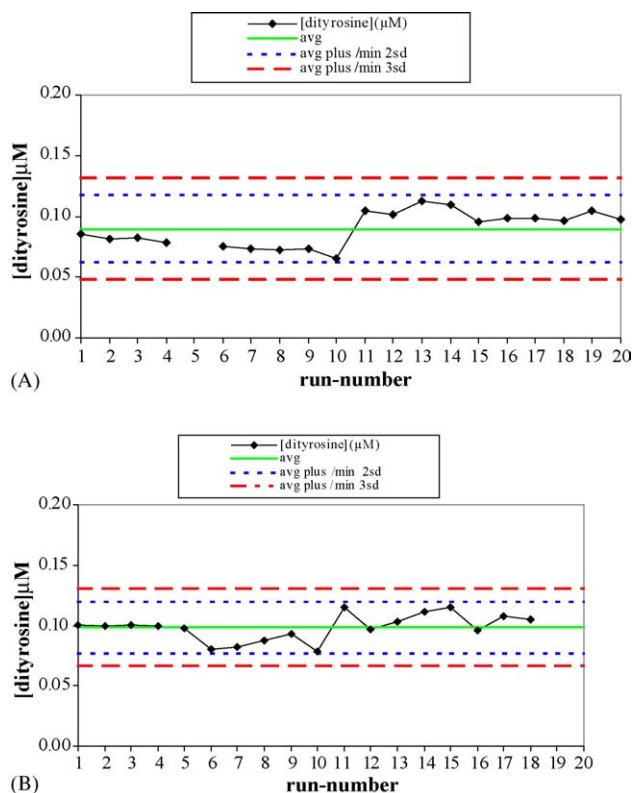 [dityrosine](µM)
avg
avg plus /min 2sd
avg plus /min 3sd
[dityrosine]µM
0.20
0.15
0.10
0.05
0.00
1 2 3 4 5 6 7 8 9 10 11 12 13 14 15 16 17 18 19 20
run-number
(A)
[dityrosine](µM)
avg
avg plus /min 2sd
avg plus /min 3sd
[dityrosine]µM
0.20
0.15
0.10
0.05
0.00
1 2 3 4 5 6 7 8 9 10 11 12 13 14 15 16 17 18 19 20
run-number
(B)